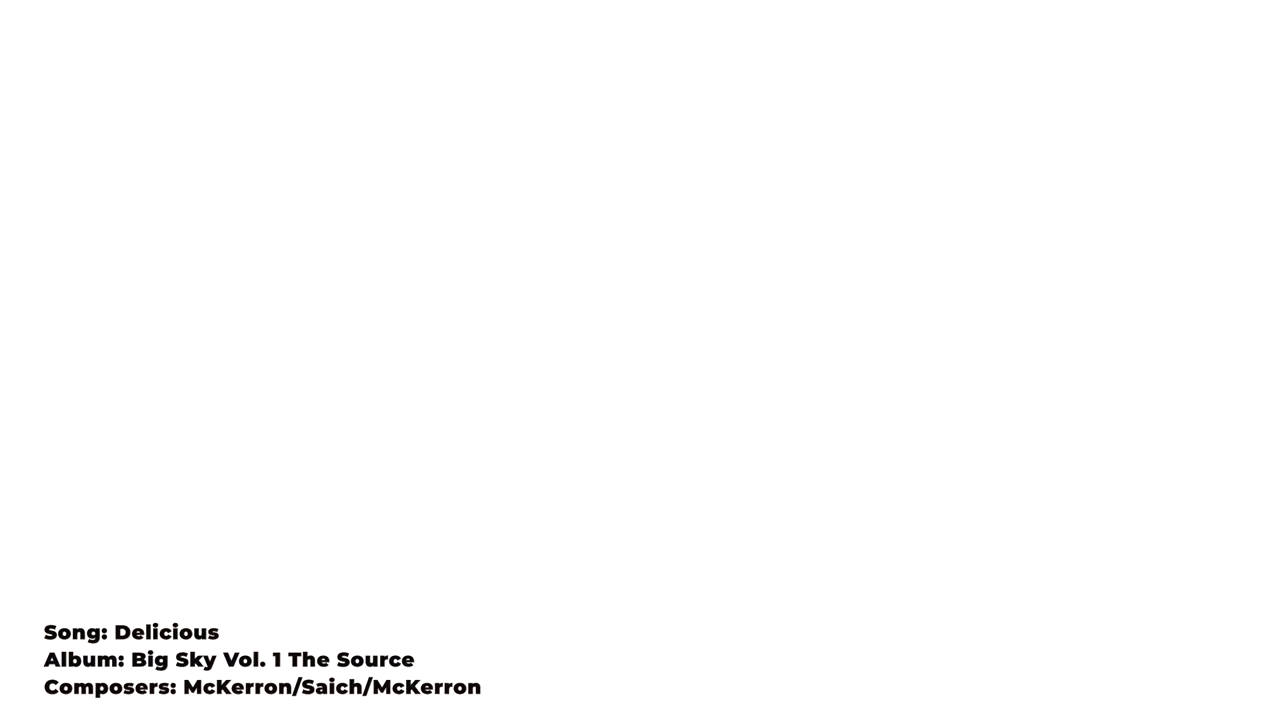 Song: Delicious
Album: Big Sky Vol. 1 The Source
Composers: McKerron/Saich/McKerron